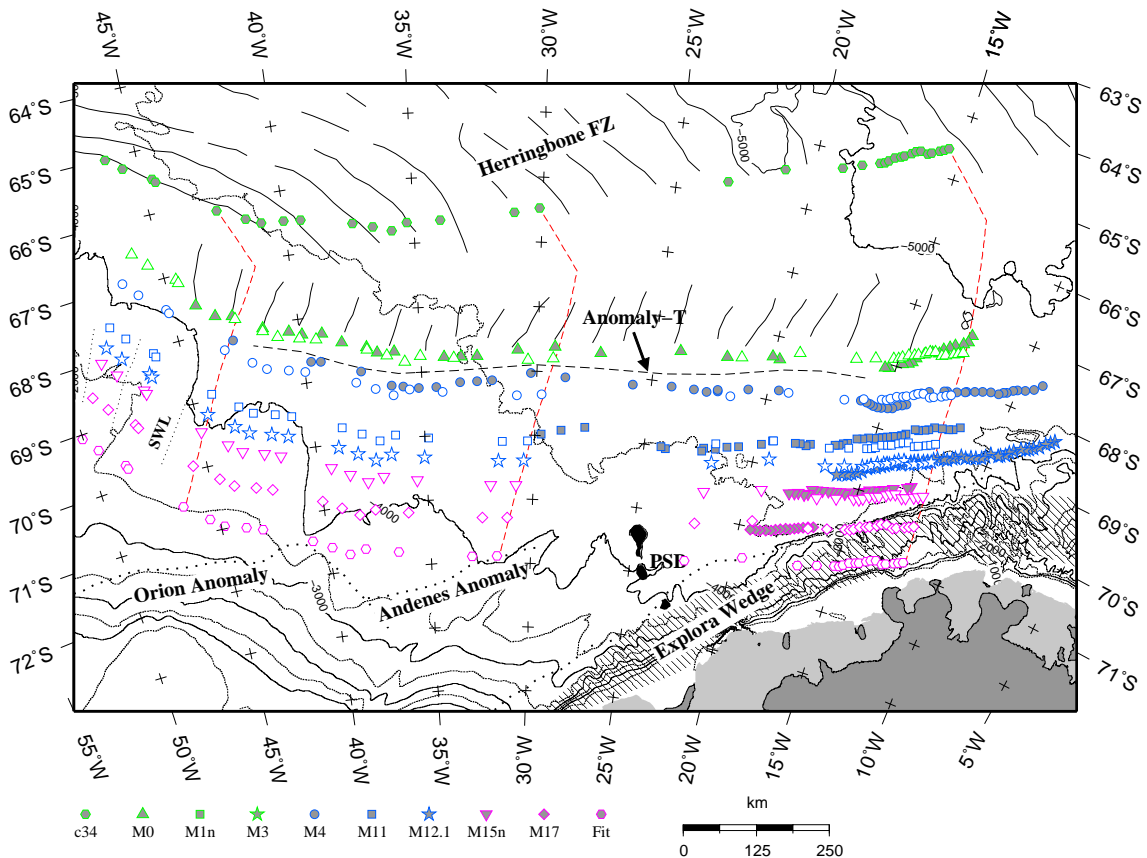 45˚W 40˚W 35˚W 30˚W 25˚W 20˚W 15˚W
64˚S 65˚S 66˚S 67˚S 68˚S 69˚S 70˚S 71˚S 72˚S
63˚S 64˚S 65˚S 66˚S 67˚S 68˚S 69˚S 70˚S 71˚S
Herringbone FZ
−5000
−5000
Anomaly−T
SWL
PSD
Orion Anomaly
Andenes Anomaly
Explora Wedge
−3000
55˚W 50˚W 45˚W 40˚W 35˚W 30˚W 25˚W 20˚W 15˚W 10˚W 5˚W
c34 M0 M1n M3 M4 M11 M12.1 M15n M17 Fit
km
0 125 250